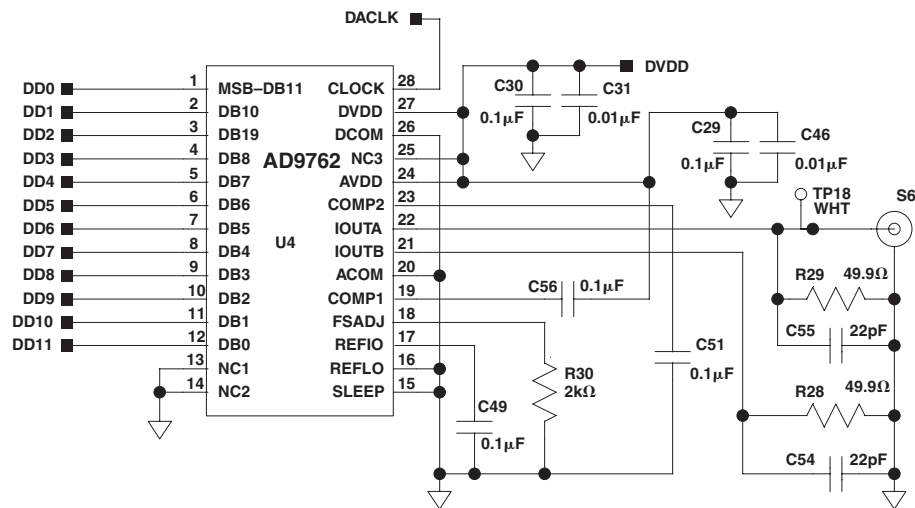 DACLK
DVDD
DD0 1 MSB–DB11 CLOCK 28
DD1 2 DB10 DVDD 27
DD2 3 DB19 DCOM 26
DD3 4 DB8 NC3 25
DD4 5 DB7 AVDD 24
DD5 6 DB6 COMP2 23
DD6 7 DB5 IOUTA 22
DD7 8 DB4 IOUTB 21
DD8 9 DB3 ACOM 20
DD9 10 DB2 COMP1 19
DD10 11 DB1 FSADJ 18
DD11 12 DB0 REFIO 17
13 NC1 REFLO 16
14 NC2 SLEEP 15
AD9762
U4
C30
0.1μF
C31
0.01μF
C29
0.1μF
C46
0.01μF
TP18
WHT
S6
R29 49.9Ω
C55 22pF
C56 0.1μF
C51
0.1μF
R30
2kΩ
C49
0.1μF
R28 49.9Ω
C54 22pF